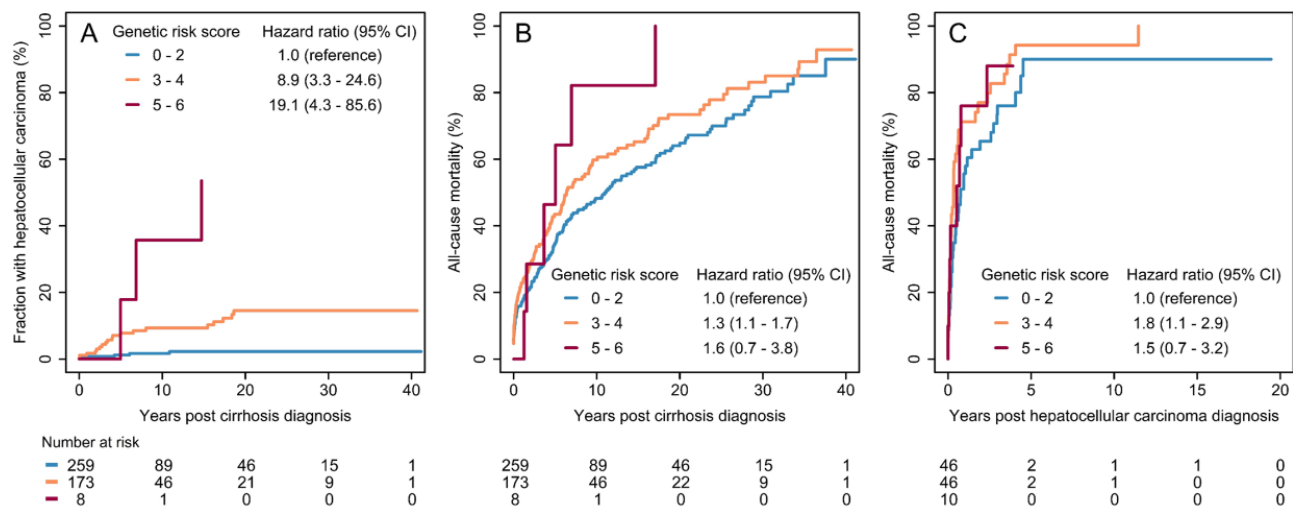 A
Genetic risk score Hazard ratio (95% CI)
0 - 2 1.0 (reference)
3 - 4 8.9 (3.3 - 24.6)
5 - 6 19.1 (4.3 - 85.6)
Fraction with hepatocellular carcinoma (%)
100
80
60
40
20
0
0 10 20 30 40
Years post cirrhosis diagnosis
B
All-cause mortality (%)
100
80
60
40
20
0
Genetic risk score Hazard ratio (95% CI)
0 - 2 1.0 (reference)
3 - 4 1.3 (1.1 - 1.7)
5 - 6 1.6 (0.7 - 3.8)
0 10 20 30 40
Years post cirrhosis diagnosis
C
All-cause mortality (%)
100
80
60
40
20
0
Genetic risk score Hazard ratio (95% CI)
0 - 2 1.0 (reference)
3 - 4 1.8 (1.1 - 2.9)
5 - 6 1.5 (0.7 - 3.2)
0 5 10 15 20
Years post hepatocellular carcinoma diagnosis
Number at risk
259 89 46 15 1
173 46 21 9 1
8 1 0 0 0
259 89 46 15 1
173 46 22 9 1
8 1 0 0 0
46 2 1 1 0
46 2 1 0 0
10 0 0 0 0